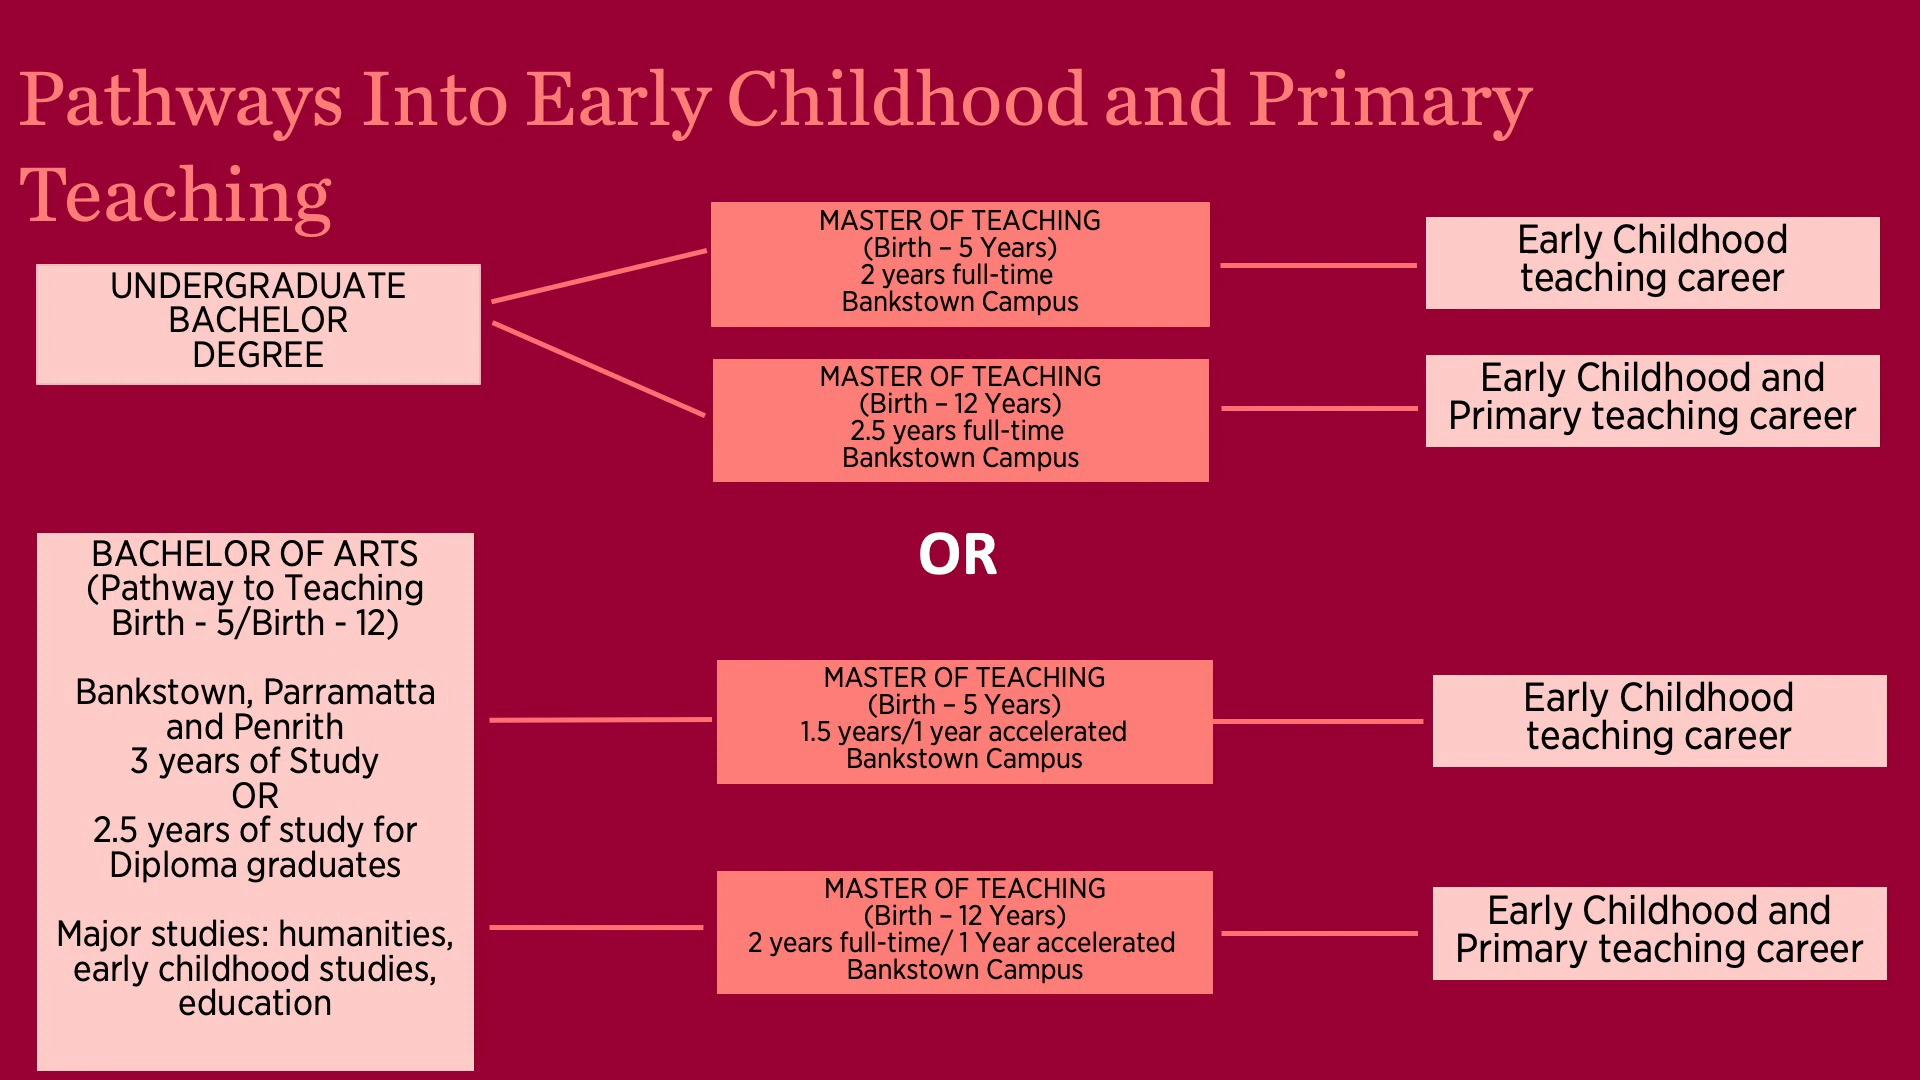 Pathways Into Early Childhood and Primary
Teaching
UNDERGRADUATE
BACHELOR
DEGREE
MASTER OF TEACHING
(Birth – 5 Years)
2 years full-time
Bankstown Campus
Early Childhood
teaching career
MASTER OF TEACHING
(Birth – 12 Years)
2.5 years full-time
Bankstown Campus
Early Childhood and
Primary teaching career
OR
BACHELOR OF ARTS
(Pathway to Teaching
Birth - 5/Birth - 12)
Bankstown, Parramatta
and Penrith
3 years of Study
OR
2.5 years of study for
Diploma graduates
Major studies: humanities,
early childhood studies,
education
MASTER OF TEACHING
(Birth – 5 Years)
1.5 years/1 year accelerated
Bankstown Campus
Early Childhood
teaching career
MASTER OF TEACHING
(Birth – 12 Years)
2 years full-time/ 1 Year accelerated
Bankstown Campus
Early Childhood and
Primary teaching career